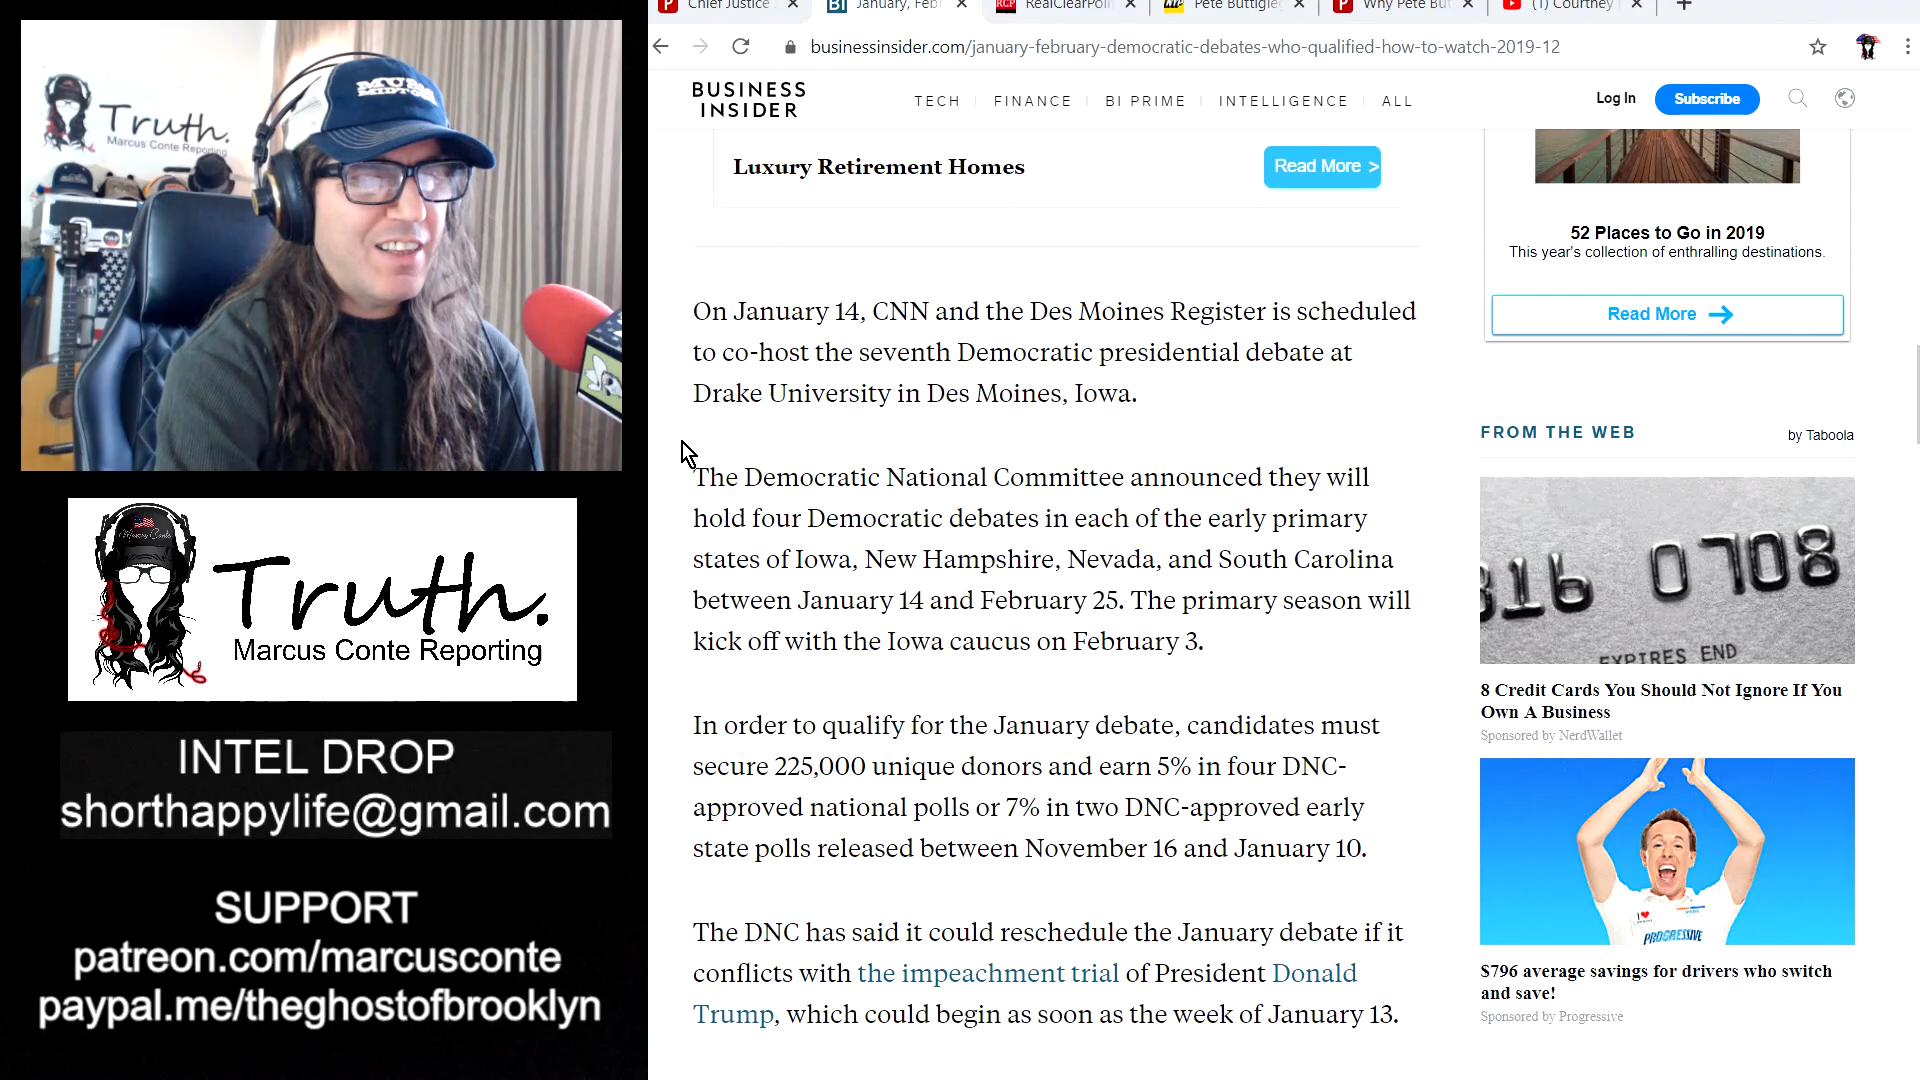 Chief Justice
BI January, Feb
RCP RealClearPoli
Pete Buttigieg
Why Pete But
(1) Courtney
businessinsider.com/january-february-democratic-debates-who-qualified-how-to-watch-2019-12
BUSINESS
INSIDER
TECH
FINANCE
BI PRIME
INTELLIGENCE
ALL
Log In
Subscribe
Truth.
Marcus Conte Reporting
Luxury Retirement Homes
Read More >
On January 14, CNN and the Des Moines Register is scheduled
to co-host the seventh Democratic presidential debate at
Drake University in Des Moines, Iowa.
The Democratic National Committee announced they will
hold four Democratic debates in each of the early primary
states of Iowa, New Hampshire, Nevada, and South Carolina
between January 14 and February 25. The primary season will
kick off with the Iowa caucus on February 3.
In order to qualify for the January debate, candidates must
secure 225,000 unique donors and earn 5% in four DNC-
approved national polls or 7% in two DNC-approved early
state polls released between November 16 and January 10.
The DNC has said it could reschedule the January debate if it
conflicts with the impeachment trial of President Donald
Trump, which could begin as soon as the week of January 13.
52 Places to Go in 2019
This year's collection of enthralling destinations.
Read More
FROM THE WEB
by Taboola
316 0708
EXPIRES END
8 Credit Cards You Should Not Ignore If You
Own A Business
Sponsored by NerdWallet
PROGRESSIVE
$796 average savings for drivers who switch
and save!
Sponsored by Progressive
Truth.
Marcus Conte Reporting
INTEL DROP
shorthappylife@gmail.com
SUPPORT
patreon.com/marcusconte
paypal.me/theghostofbrooklyn